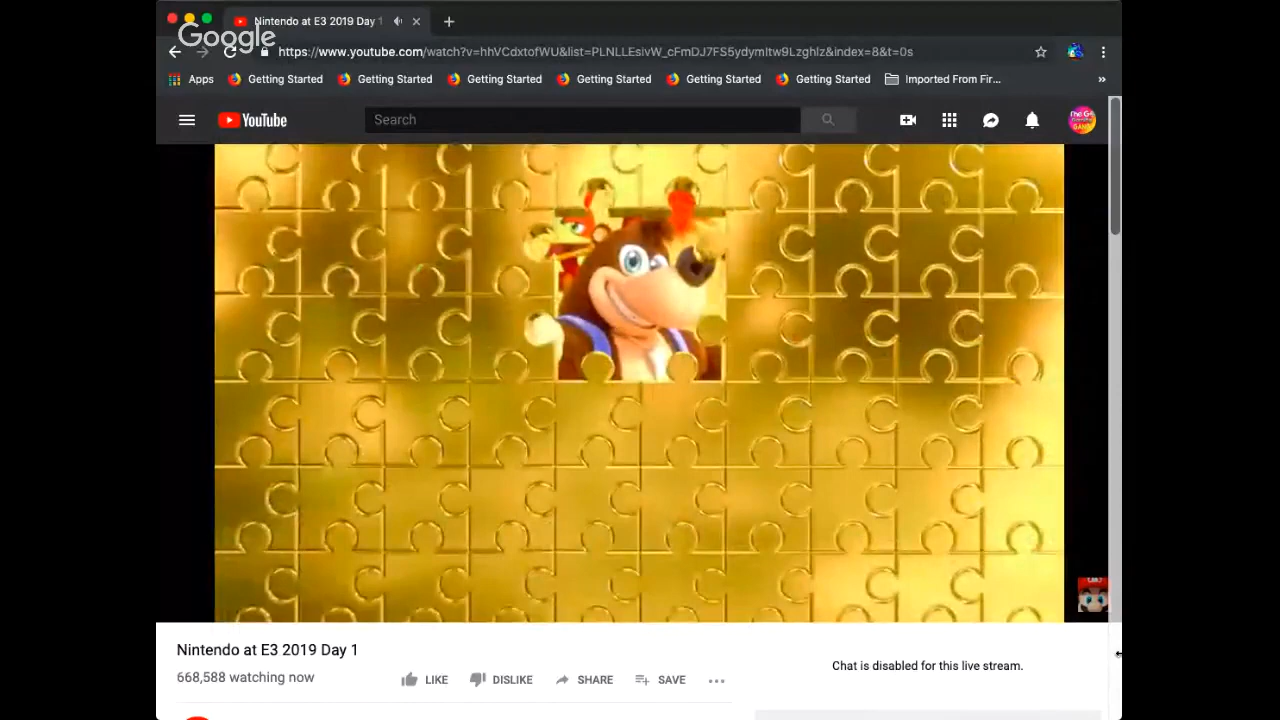 Nintendo at E3 2019 Day 1
Google
https://www.youtube.com/watch?v=hhVCdxtofWU&list=PLNLLEsivW_cFmDJ7FS5ydymItw9Lzghlz&index=8&t=0s
Apps Getting Started Getting Started Getting Started Getting Started Getting Started Getting Started Imported From Fir... »
YouTube Search
Nintendo at E3 2019 Day 1
668,588 watching now
LIKE DISLIKE SHARE SAVE ...
Chat is disabled for this live stream.